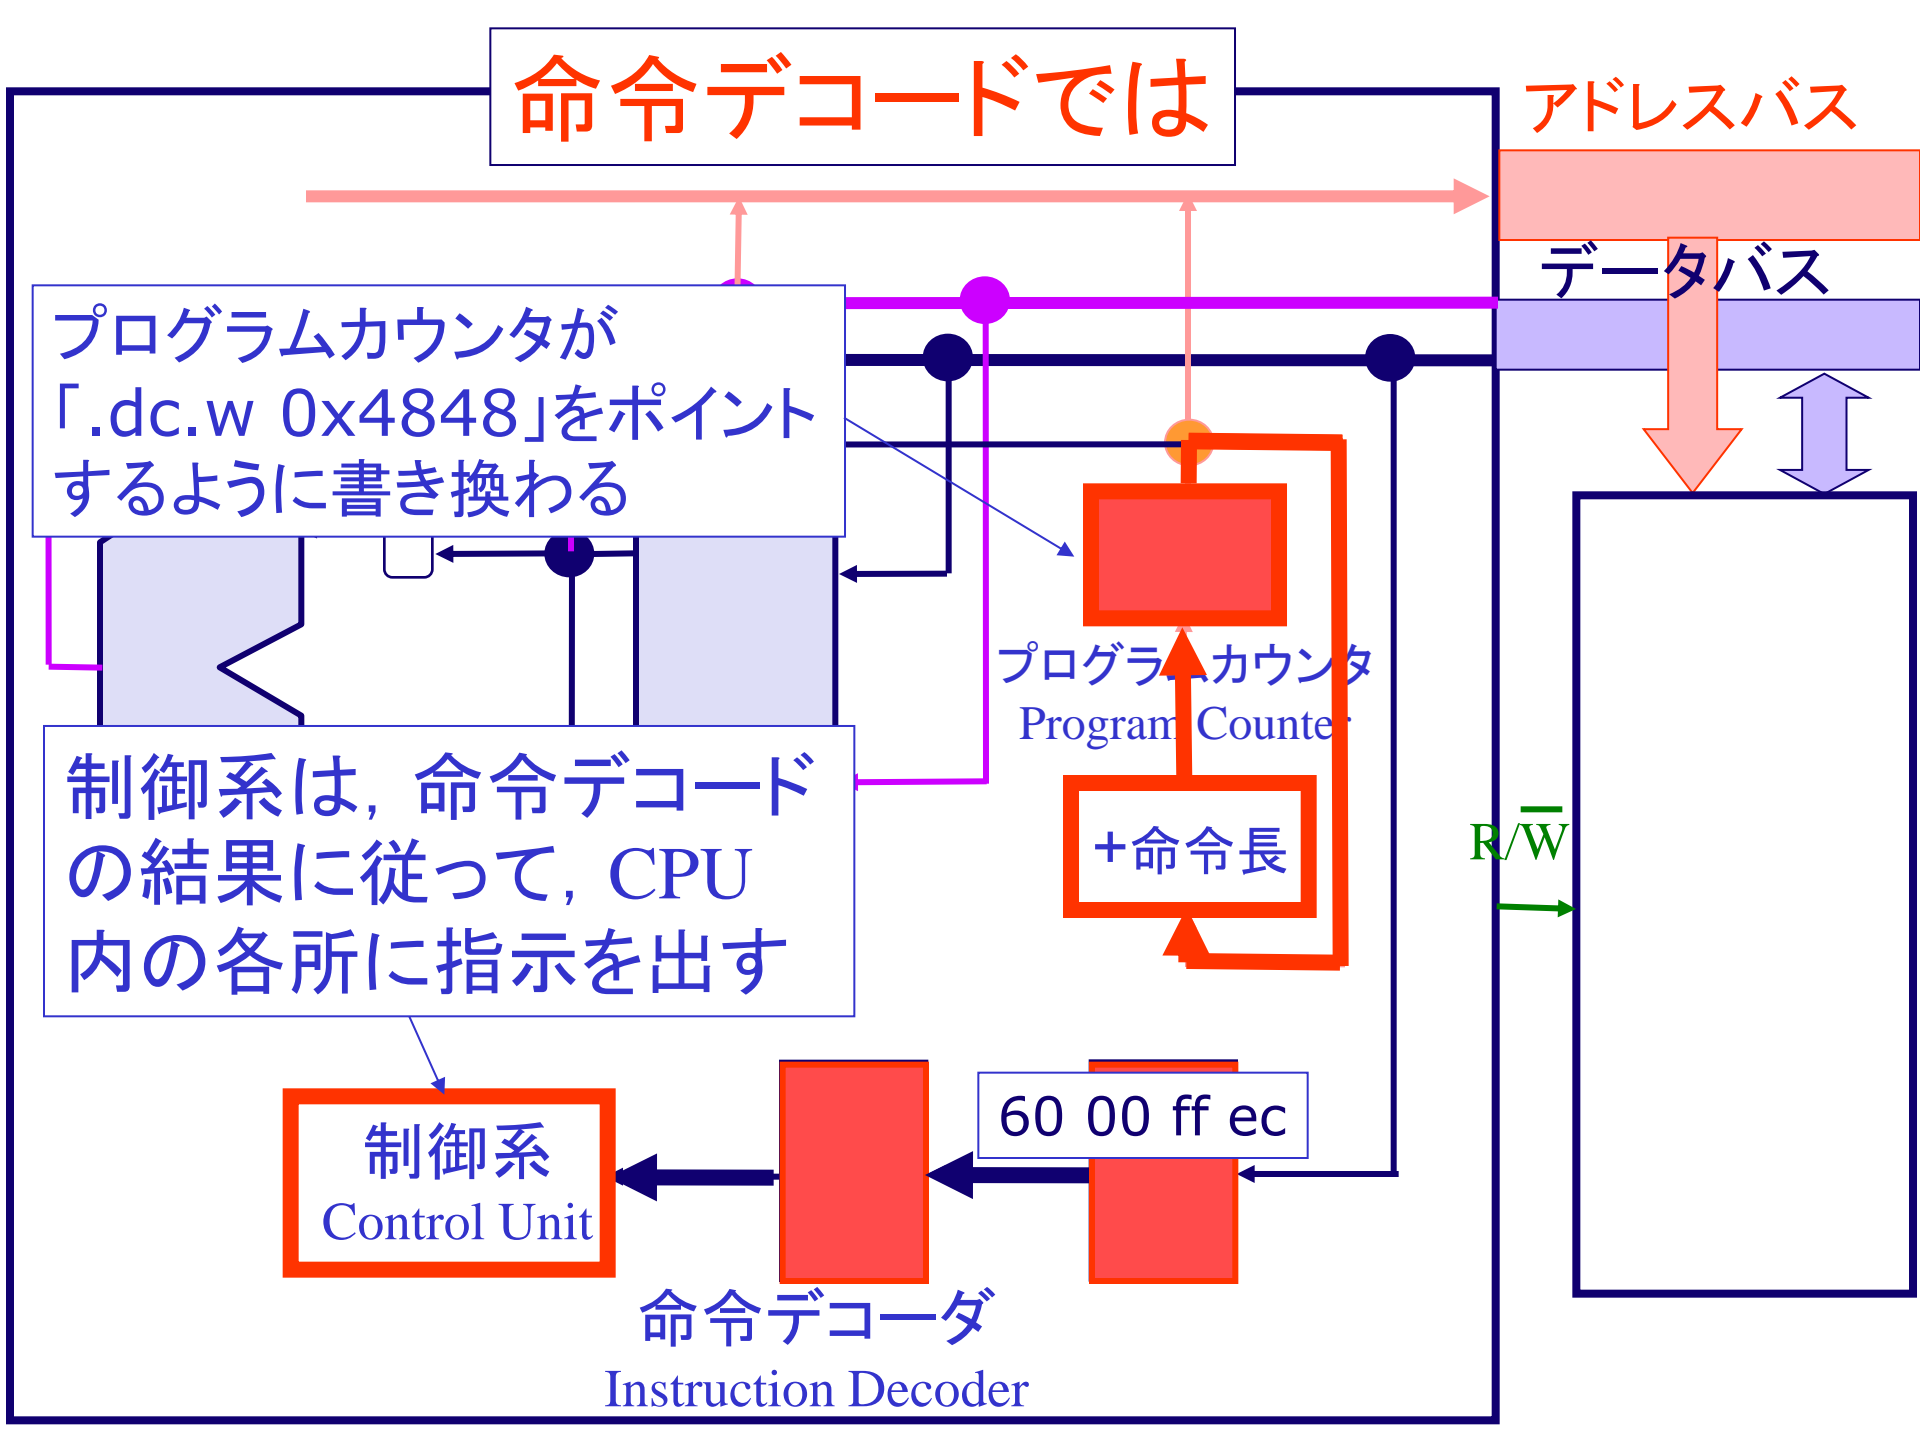 命令デコードでは
アドレスバス
データバス
プログラムカウンタが
「.dc.w 0x4848」をポイント
するように書き換わる
プログラムカウンタ
Program Counter
制御系は，命令デコード
の結果に従って，CPU
内の各所に指示を出す
+命令長
R/W
60 00 ff ec
制御系
Control Unit
命令デコーダ
Instruction Decoder